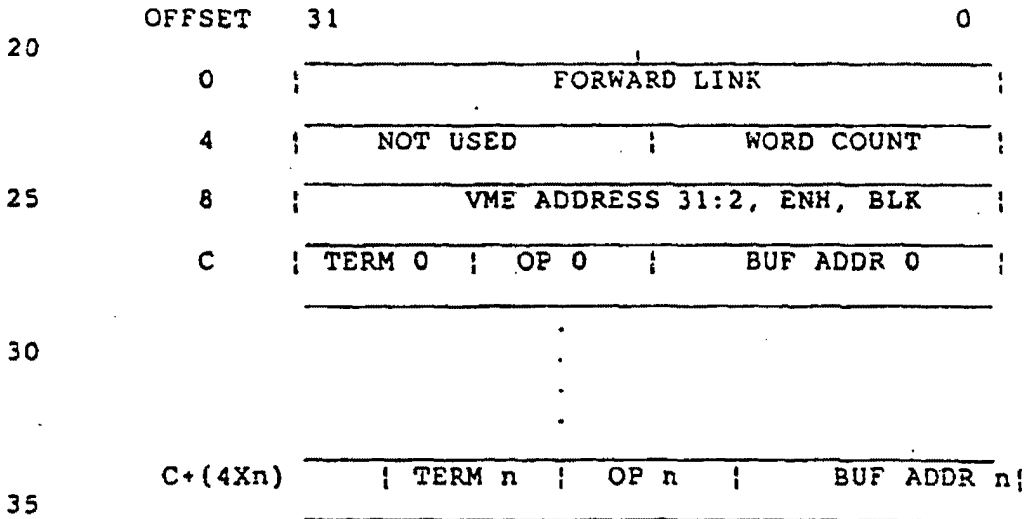 OFFSET 31 0
20
0 ¦ FORWARD LINK ¦
4 ¦ NOT USED ¦ WORD COUNT ¦
25 8 ¦ VME ADDRESS 31:2, ENH, BLK ¦
C ¦ TERM 0 ¦ OP 0 ¦ BUF ADDR 0 ¦
30
C+(4Xn) ¦ TERM n ¦ OP n ¦ BUF ADDR n¦
35